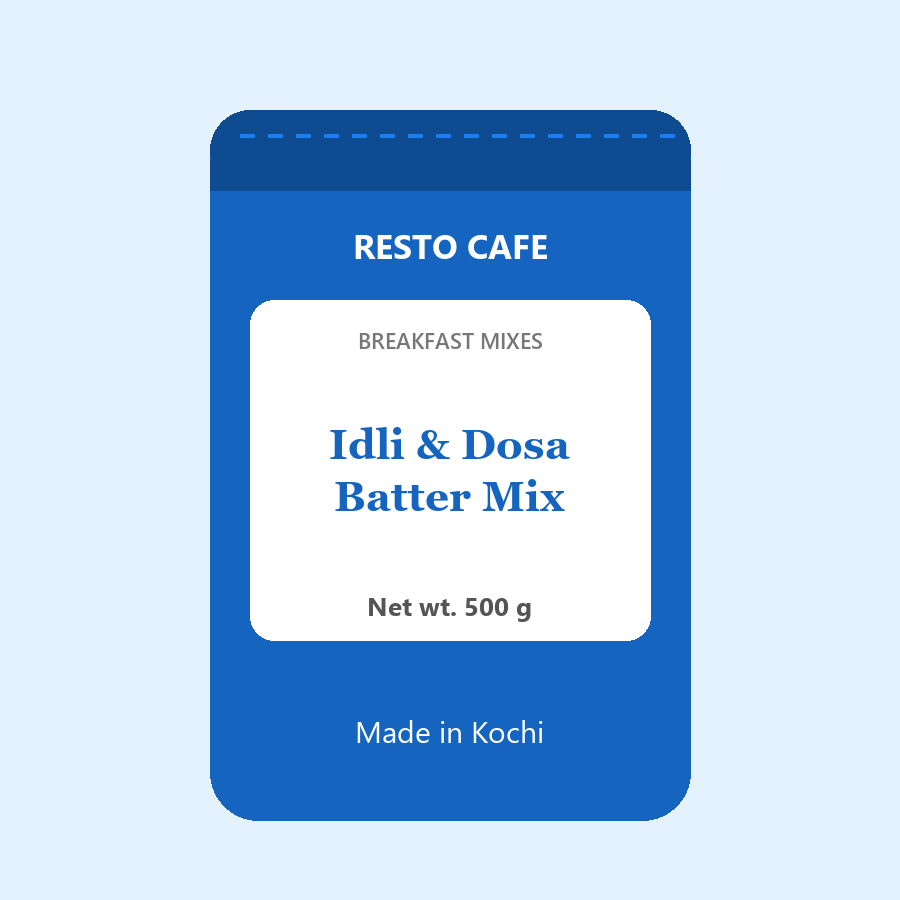 RESTO CAFE
BREAKFAST MIXES
Idli & Dosa
Batter Mix
Net wt. 500 g
Made in Kochi